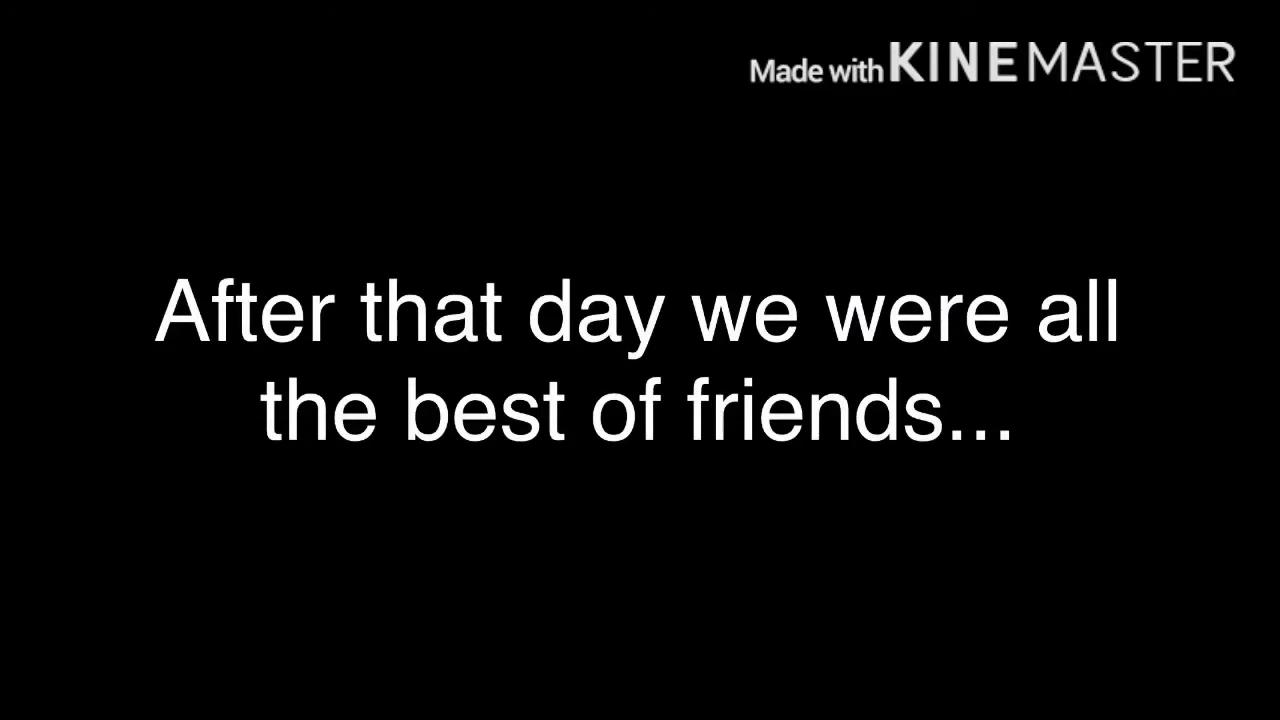 Made with KINEMASTER
After that day we were all
the best of friends...